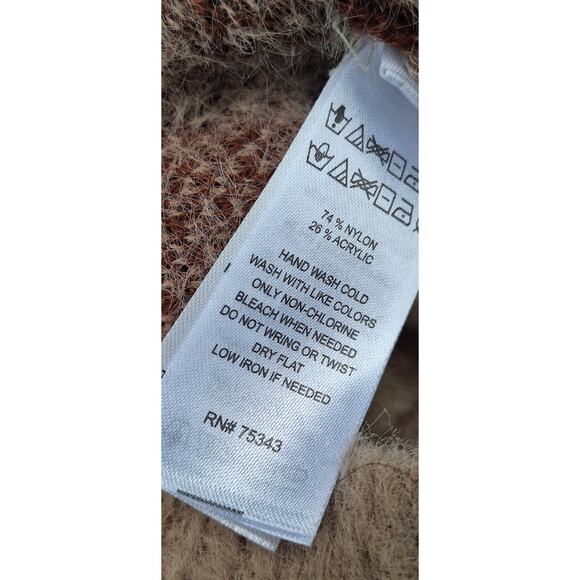 74 % NYLON
26 % ACRYLIC
HAND WASH COLD
WASH WITH LIKE COLORS
ONLY NON-CHLORINE
BLEACH WHEN NEEDED
DO NOT WRING OR TWIST
DRY FLAT
LOW IRON IF NEEDED
RN# 75343